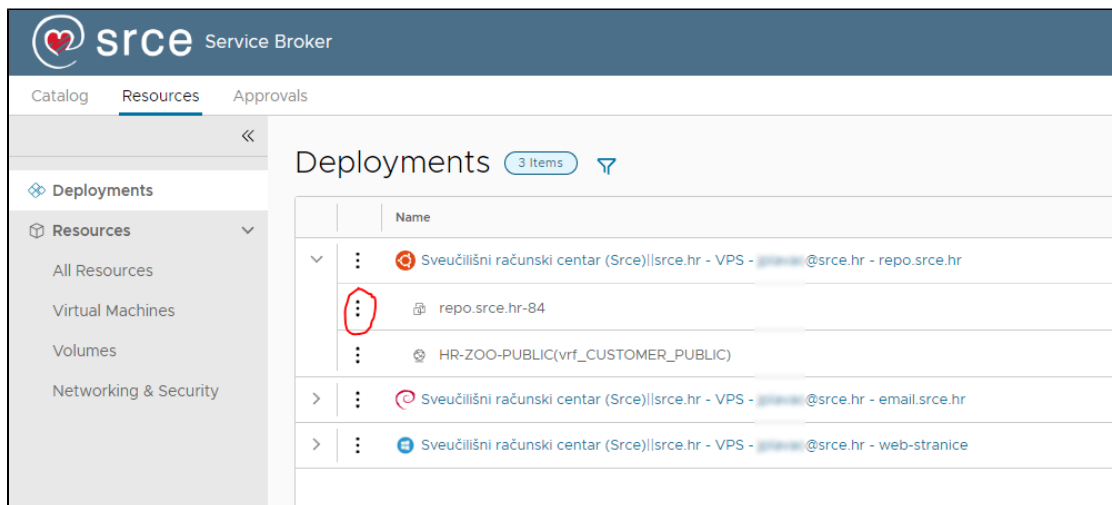 srce Service Broker
Catalog Resources Approvals
Deployments 3 Items
Deployments
Resources
All Resources
Virtual Machines
Volumes
Networking & Security
Name
Sveučilišni računski centar (Srce)||srce.hr - VPS - @srce.hr - repo.srce.hr
repo.srce.hr-84
HR-ZOO-PUBLIC(vrf_CUSTOMER_PUBLIC)
Sveučilišni računski centar (Srce)||srce.hr - VPS - @srce.hr - email.srce.hr
Sveučilišni računski centar (Srce)||srce.hr - VPS - @srce.hr - web-stranice